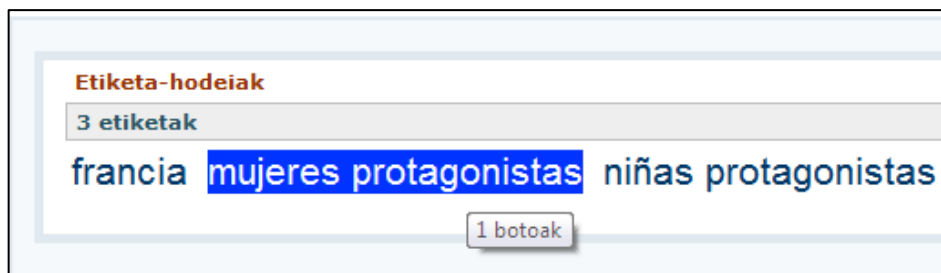 Etiketa-hodeiak
3 etiketak
francia mujeres protagonistas niñas protagonistas
1 botoak